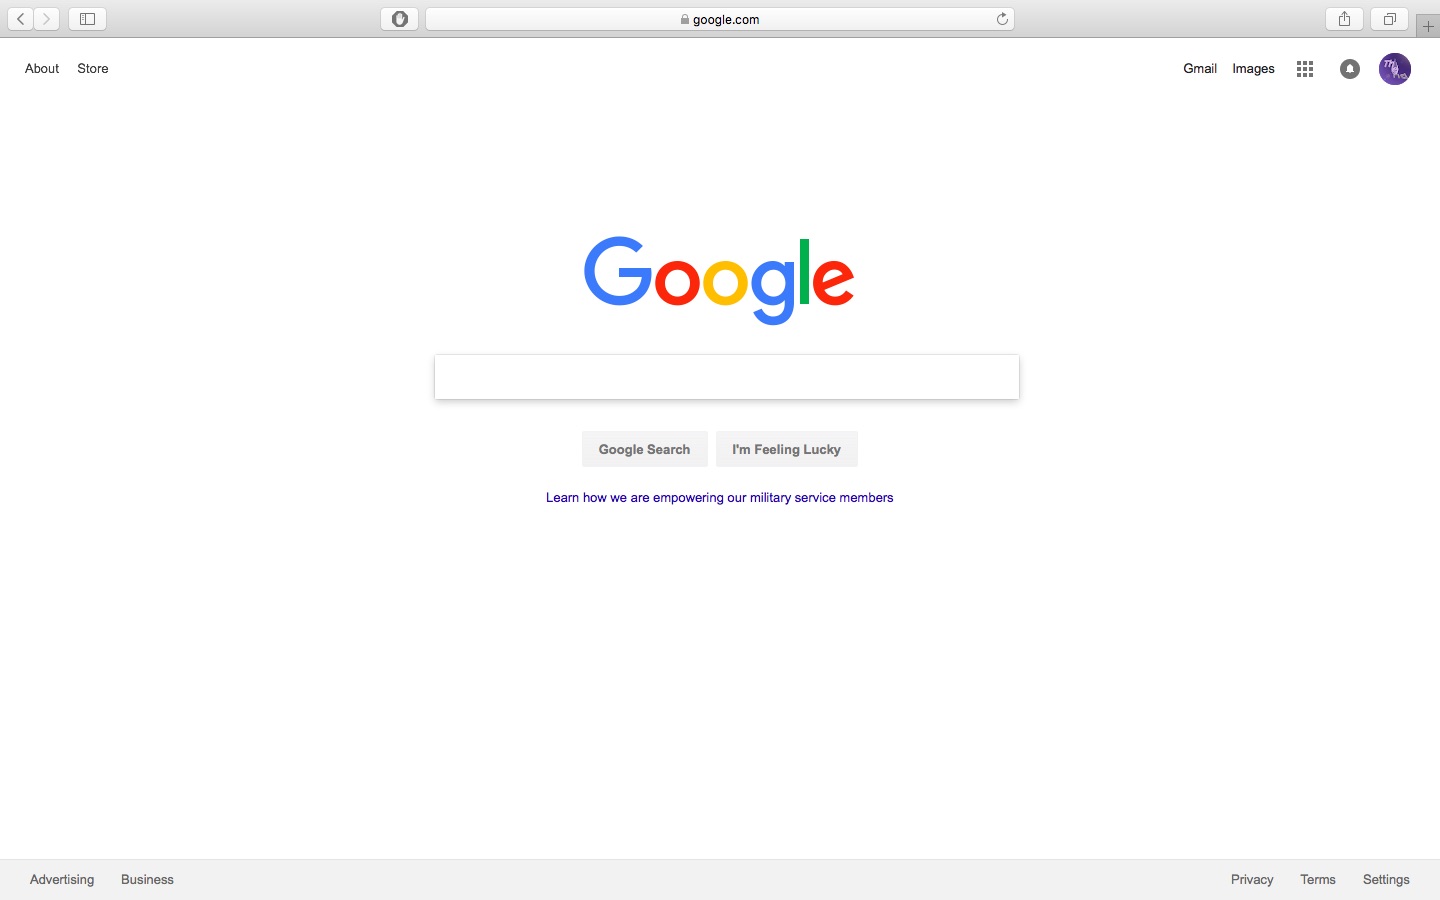 google.com
About Store Gmail Images
Google
Google Search I'm Feeling Lucky
Learn how we are empowering our military service members
Advertising Business Privacy Terms Settings